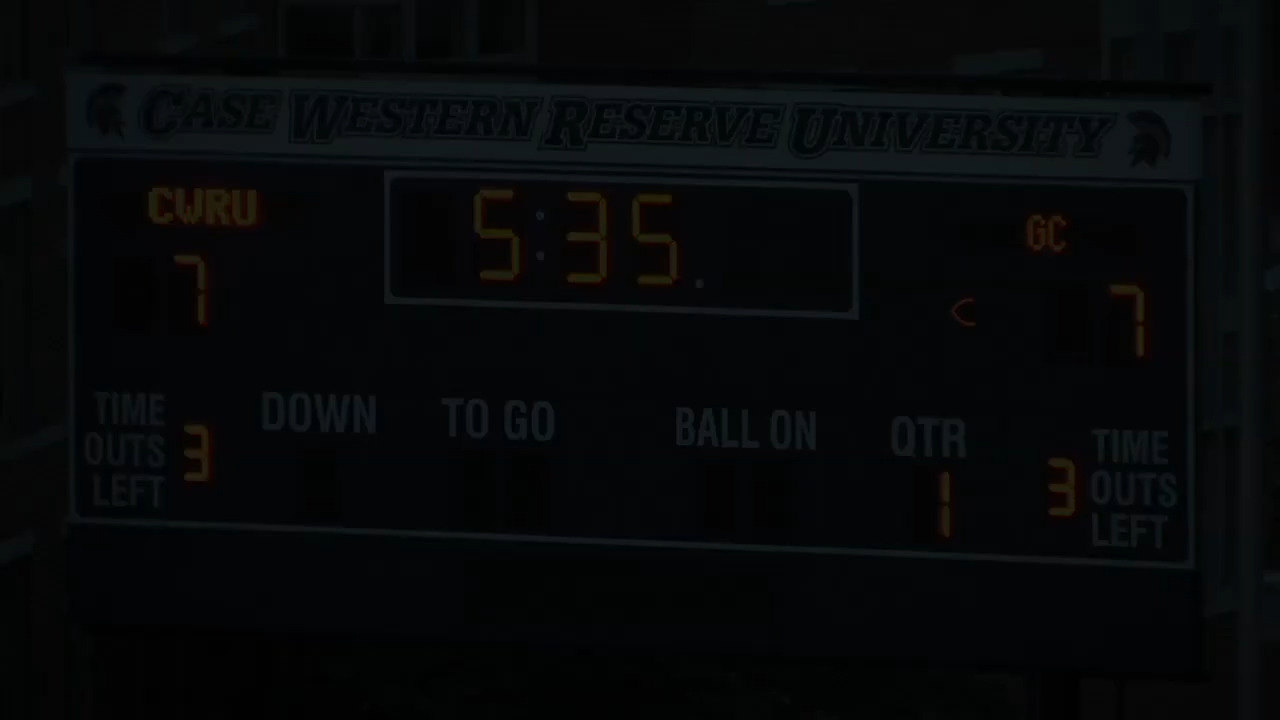 CASE WESTERN RESERVE UNIVERSITY
CWRU 5:35 GC
7 < 7
TIME OUTS LEFT 3
DOWN
TO GO
BALL ON
QTR 1
3 TIME OUTS LEFT